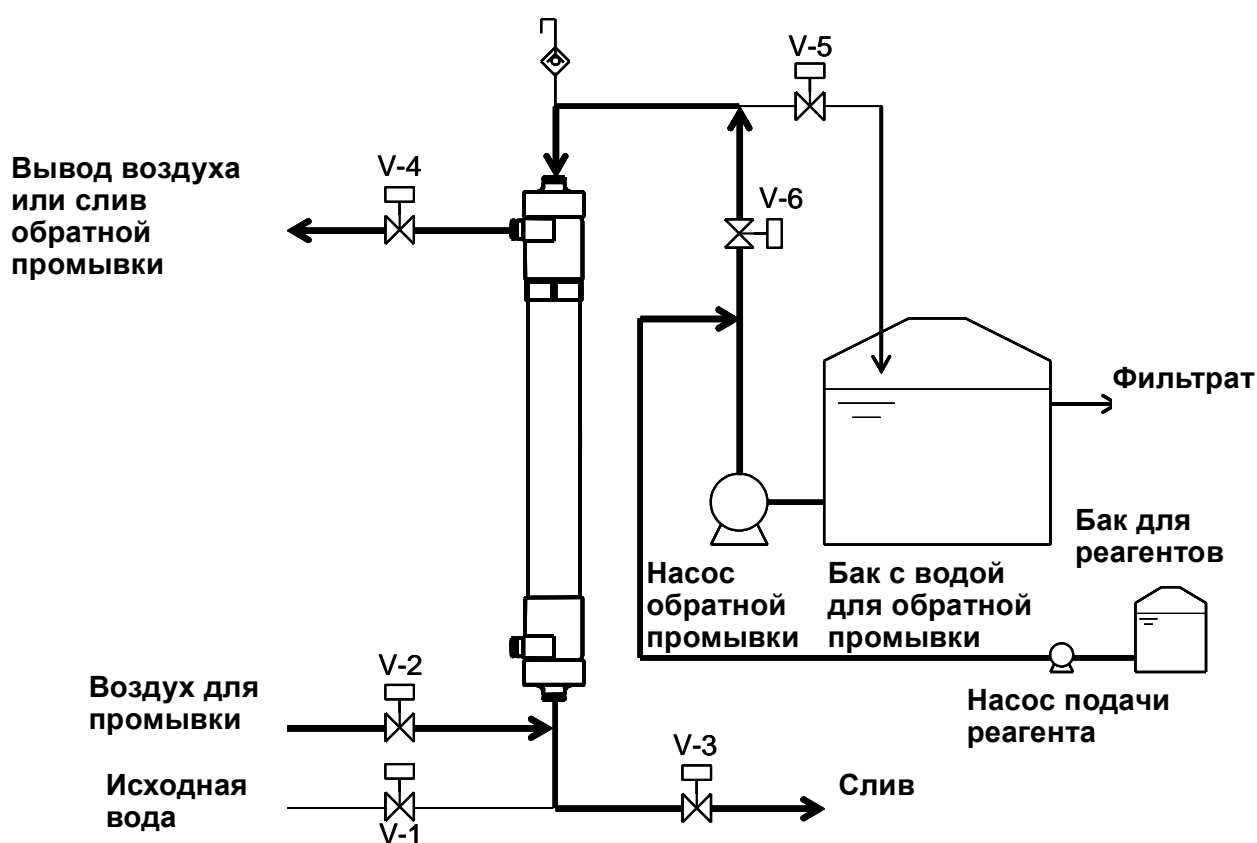 V-5
V-4
Вывод воздуха
или слив
обратной
промывки
V-6
Фильтрат
Бак для
реагентов
Насос
обратной
промывки
Бак с водой
для обратной
промывки
V-2
Воздух для
промывки
Насос подачи
реагента
V-3
Исходная
вода
V-1
Слив